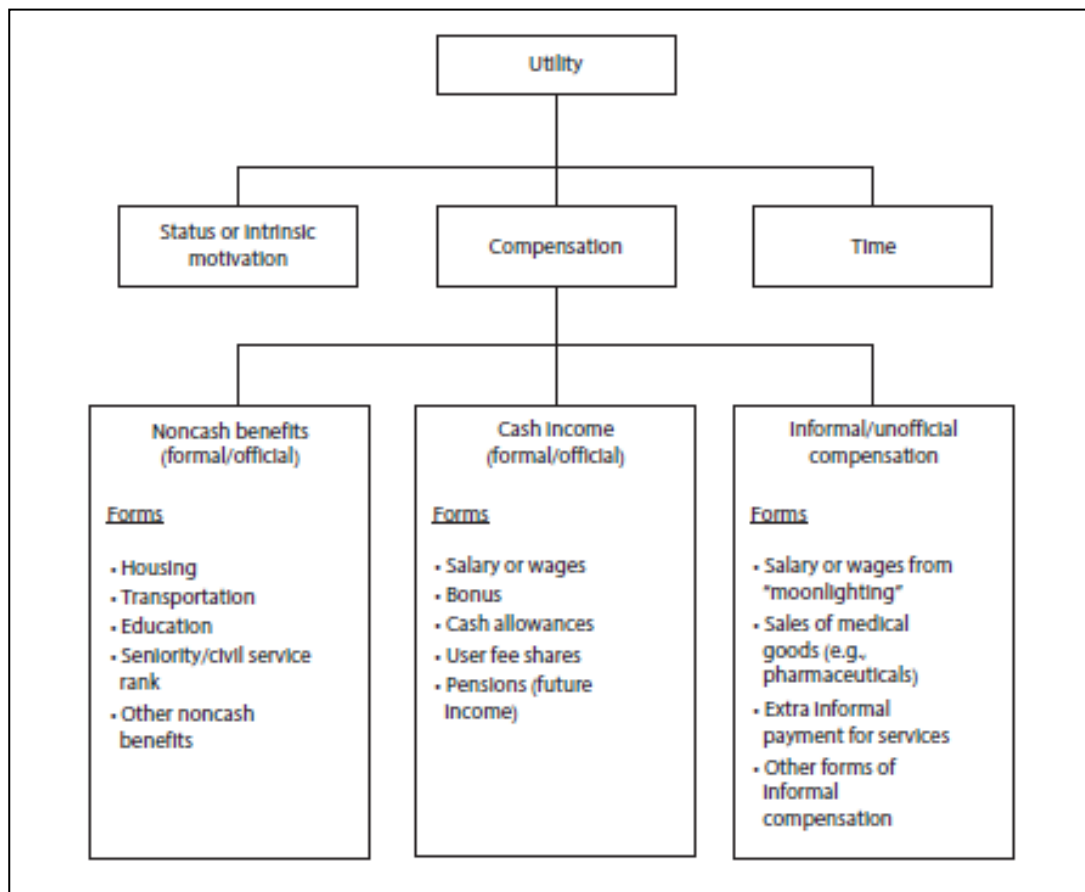 Utility
Status or intrinsic
motivation
Compensation
Time
Noncash benefits
(formal/official)
Forms
• Housing
• Transportation
• Education
• Seniority/civil service
rank
• Other noncash
benefits
Cash income
(formal/official)
Forms
• Salary or wages
• Bonus
• Cash allowances
• User fee shares
• Pensions (future
income)
Informal/unofficial
compensation
Forms
• Salary or wages from
"moonlighting"
• Sales of medical
goods (e.g.,
pharmaceuticals)
• Extra informal
payment for services
• Other forms of
informal
compensation